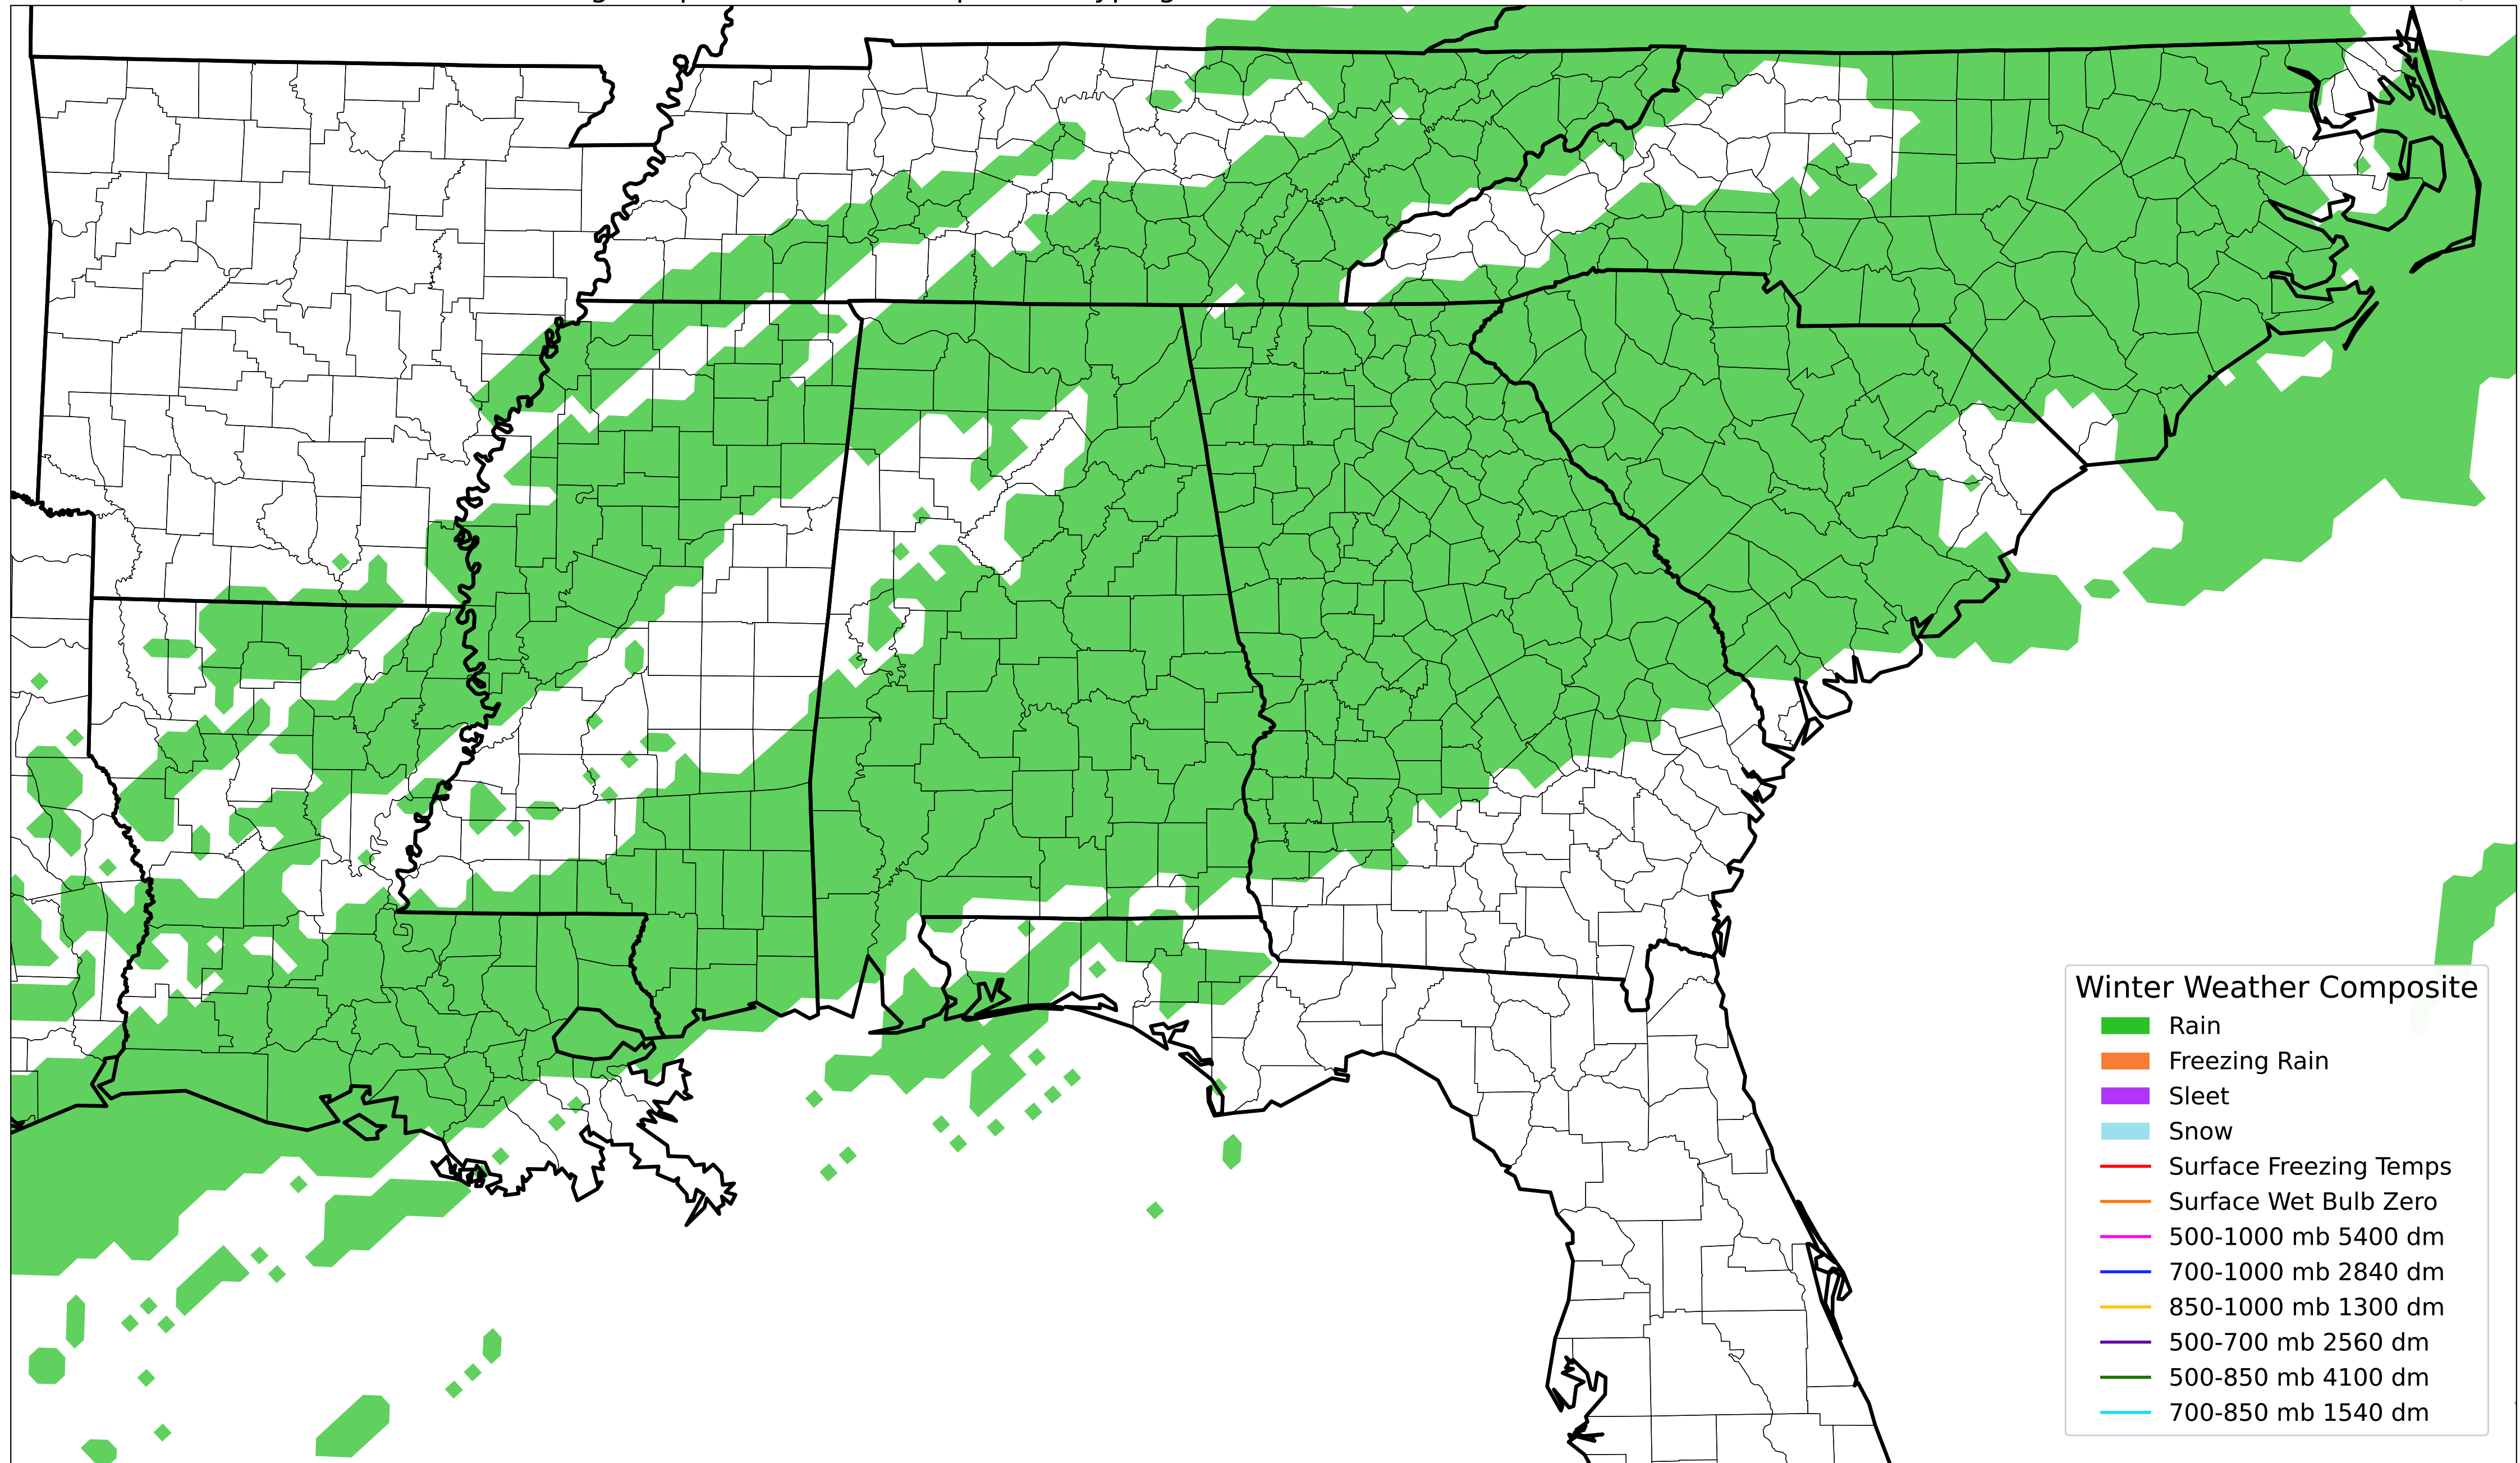 Winter Weather Composite
Rain
Freezing Rain
Sleet
Snow
Surface Freezing Temps
Surface Wet Bulb Zero
500-1000 mb 5400 dm
700-1000 mb 2840 dm
850-1000 mb 1300 dm
500-700 mb 2560 dm
500-850 mb 4100 dm
700-850 mb 1540 dm